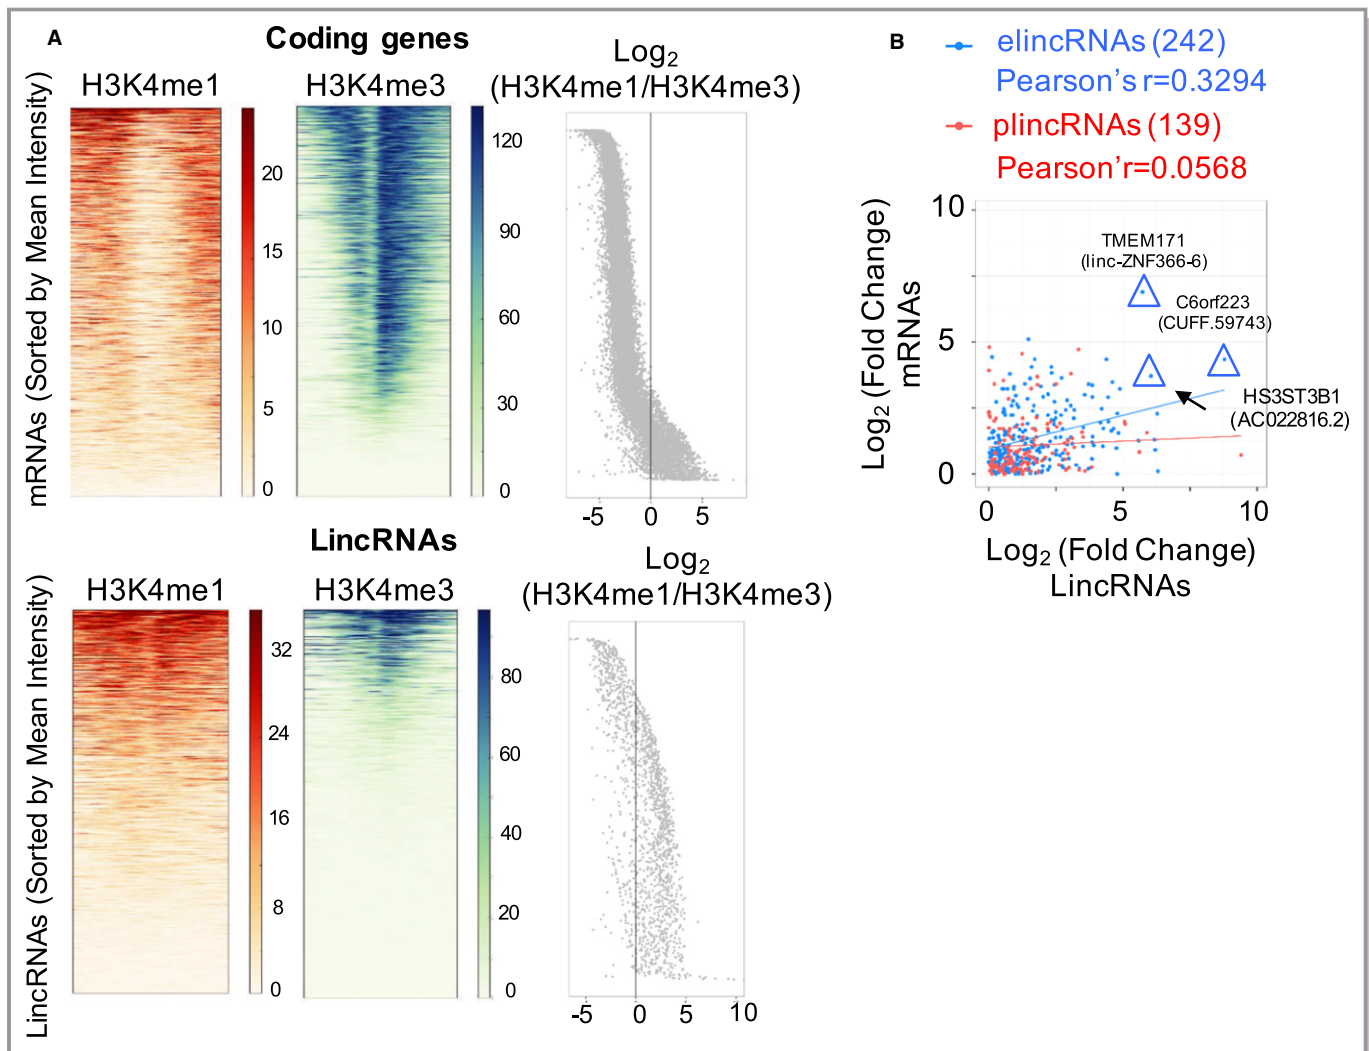 A
Coding genes
H3K4me1
H3K4me3
Log2
(H3K4me1/H3K4me3)
mRNAs (Sorted by Mean Intensity)
20
15
10
5
0
120
90
60
30
0
-5 0 5
LincRNAs
H3K4me1
H3K4me3
Log2
(H3K4me1/H3K4me3)
LincRNAs (Sorted by Mean Intensity)
32
24
16
8
0
80
60
40
20
0
-5 0 5 10
B
elincRNAs (242)
Pearson's r=0.3294
plincRNAs (139)
Pearson'r=0.0568
Log2 (Fold Change)
mRNAs
10
5
0
TMEM171
(linc-ZNF366-6)
C6orf223
(CUFF.59743)
HS3ST3B1
(AC022816.2)
0 5 10
Log2 (Fold Change)
LincRNAs